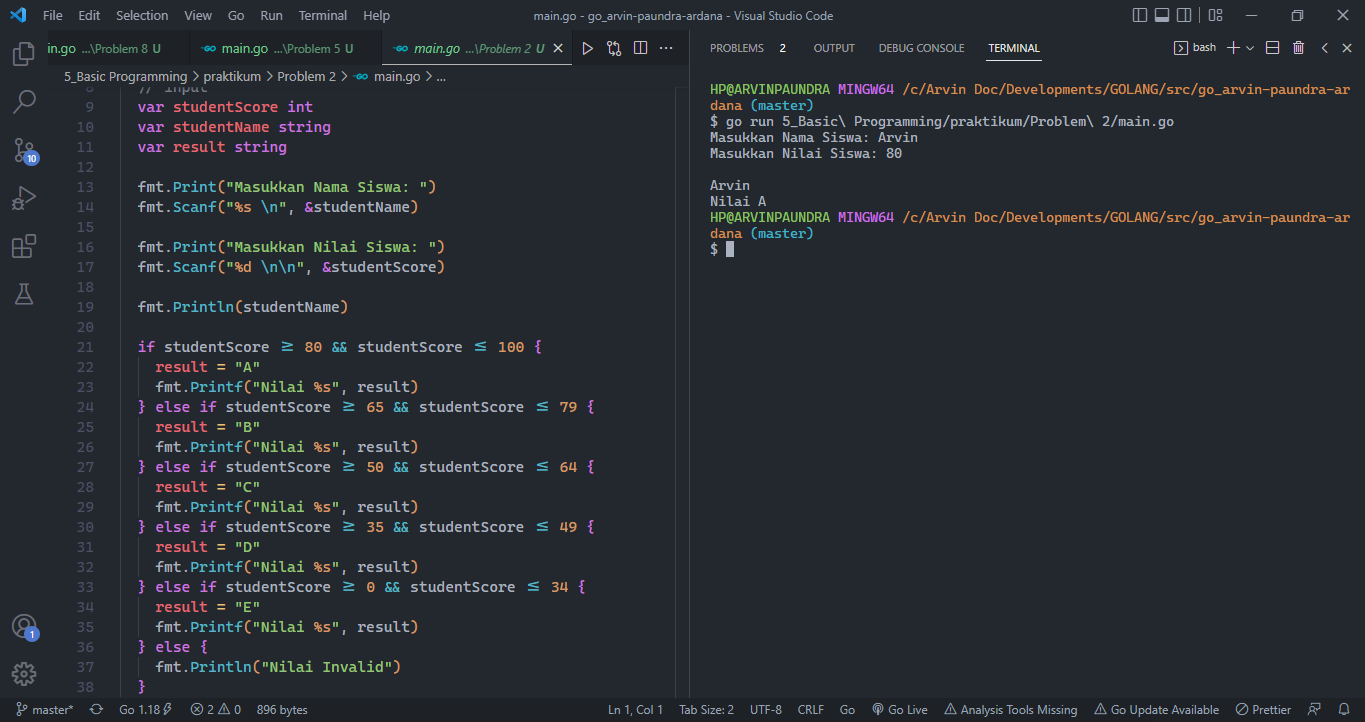 File Edit Selection View Go Run Terminal Help
main.go - go_arvin-paundra-ardana - Visual Studio Code
in.go ...\Problem 8 U
main.go ...\Problem 5 U
main.go ...\Problem 2 U
5_Basic Programming > praktikum > Problem 2 > main.go > ...
8 // input
9 var studentScore int
10 var studentName string
11 var result string
12
13 fmt.Print("Masukkan Nama Siswa: ")
14 fmt.Scanf("%s \n", &studentName)
15
16 fmt.Print("Masukkan Nilai Siswa: ")
17 fmt.Scanf("%d \n\n", &studentScore)
18
19 fmt.Println(studentName)
20
21 if studentScore ≥ 80 && studentScore ≤ 100 {
22 result = "A"
23 fmt.Printf("Nilai %s", result)
24 } else if studentScore ≥ 65 && studentScore ≤ 79 {
25 result = "B"
26 fmt.Printf("Nilai %s", result)
27 } else if studentScore ≥ 50 && studentScore ≤ 64 {
28 result = "C"
29 fmt.Printf("Nilai %s", result)
30 } else if studentScore ≥ 35 && studentScore ≤ 49 {
31 result = "D"
32 fmt.Printf("Nilai %s", result)
33 } else if studentScore ≥ 0 && studentScore ≤ 34 {
34 result = "E"
35 fmt.Printf("Nilai %s", result)
36 } else {
37 fmt.Println("Nilai Invalid")
38 }
PROBLEMS 2 OUTPUT DEBUG CONSOLE TERMINAL
bash
HP@ARVINPAUNDRA MINGW64 /c/Arvin Doc/Developments/GOLANG/src/go_arvin-paundra-ar
dana (master)
$ go run 5_Basic\ Programming/praktikum/Problem\ 2/main.go
Masukkan Nama Siswa: Arvin
Masukkan Nilai Siswa: 80
Arvin
Nilai A
HP@ARVINPAUNDRA MINGW64 /c/Arvin Doc/Developments/GOLANG/src/go_arvin-paundra-ar
dana (master)
$
10
1
master* Go 1.18 2 0 896 bytes
Ln 1, Col 1 Tab Size: 2 UTF-8 CRLF Go Go Live Analysis Tools Missing Go Update Available Prettier